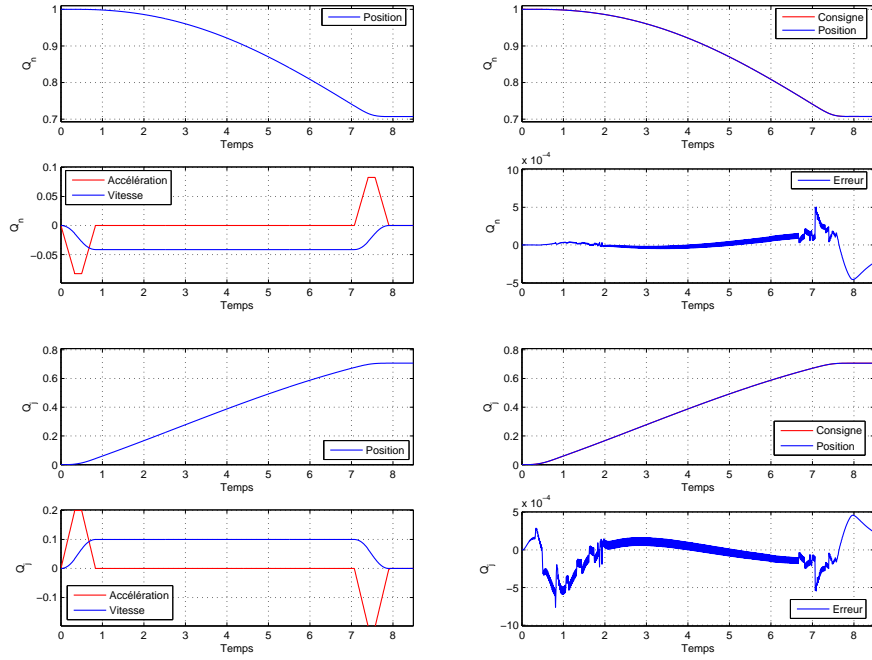 1
0.9
0.8
0.7
Q_n
Position
0 1 2 3 4 5 6 7 8
Temps
1
0.9
0.8
0.7
Q_n
Consigne
Position
0 1 2 3 4 5 6 7 8
Temps
0.1
0.05
0
−0.05
Q_n
Accélération
Vitesse
0 1 2 3 4 5 6 7 8
Temps
x 10^-4
10
5
0
−5
Q_n
Erreur
0 1 2 3 4 5 6 7 8
Temps
0.8
0.6
0.4
0.2
0
Q_j
Position
0 1 2 3 4 5 6 7 8
Temps
0.8
0.6
0.4
0.2
0
Q_j
Consigne
Position
0 1 2 3 4 5 6 7 8
Temps
0.2
0.1
0
−0.1
Q_j
Accélération
Vitesse
0 1 2 3 4 5 6 7 8
Temps
x 10^-4
5
0
−5
−10
Q_j
Erreur
0 1 2 3 4 5 6 7 8
Temps